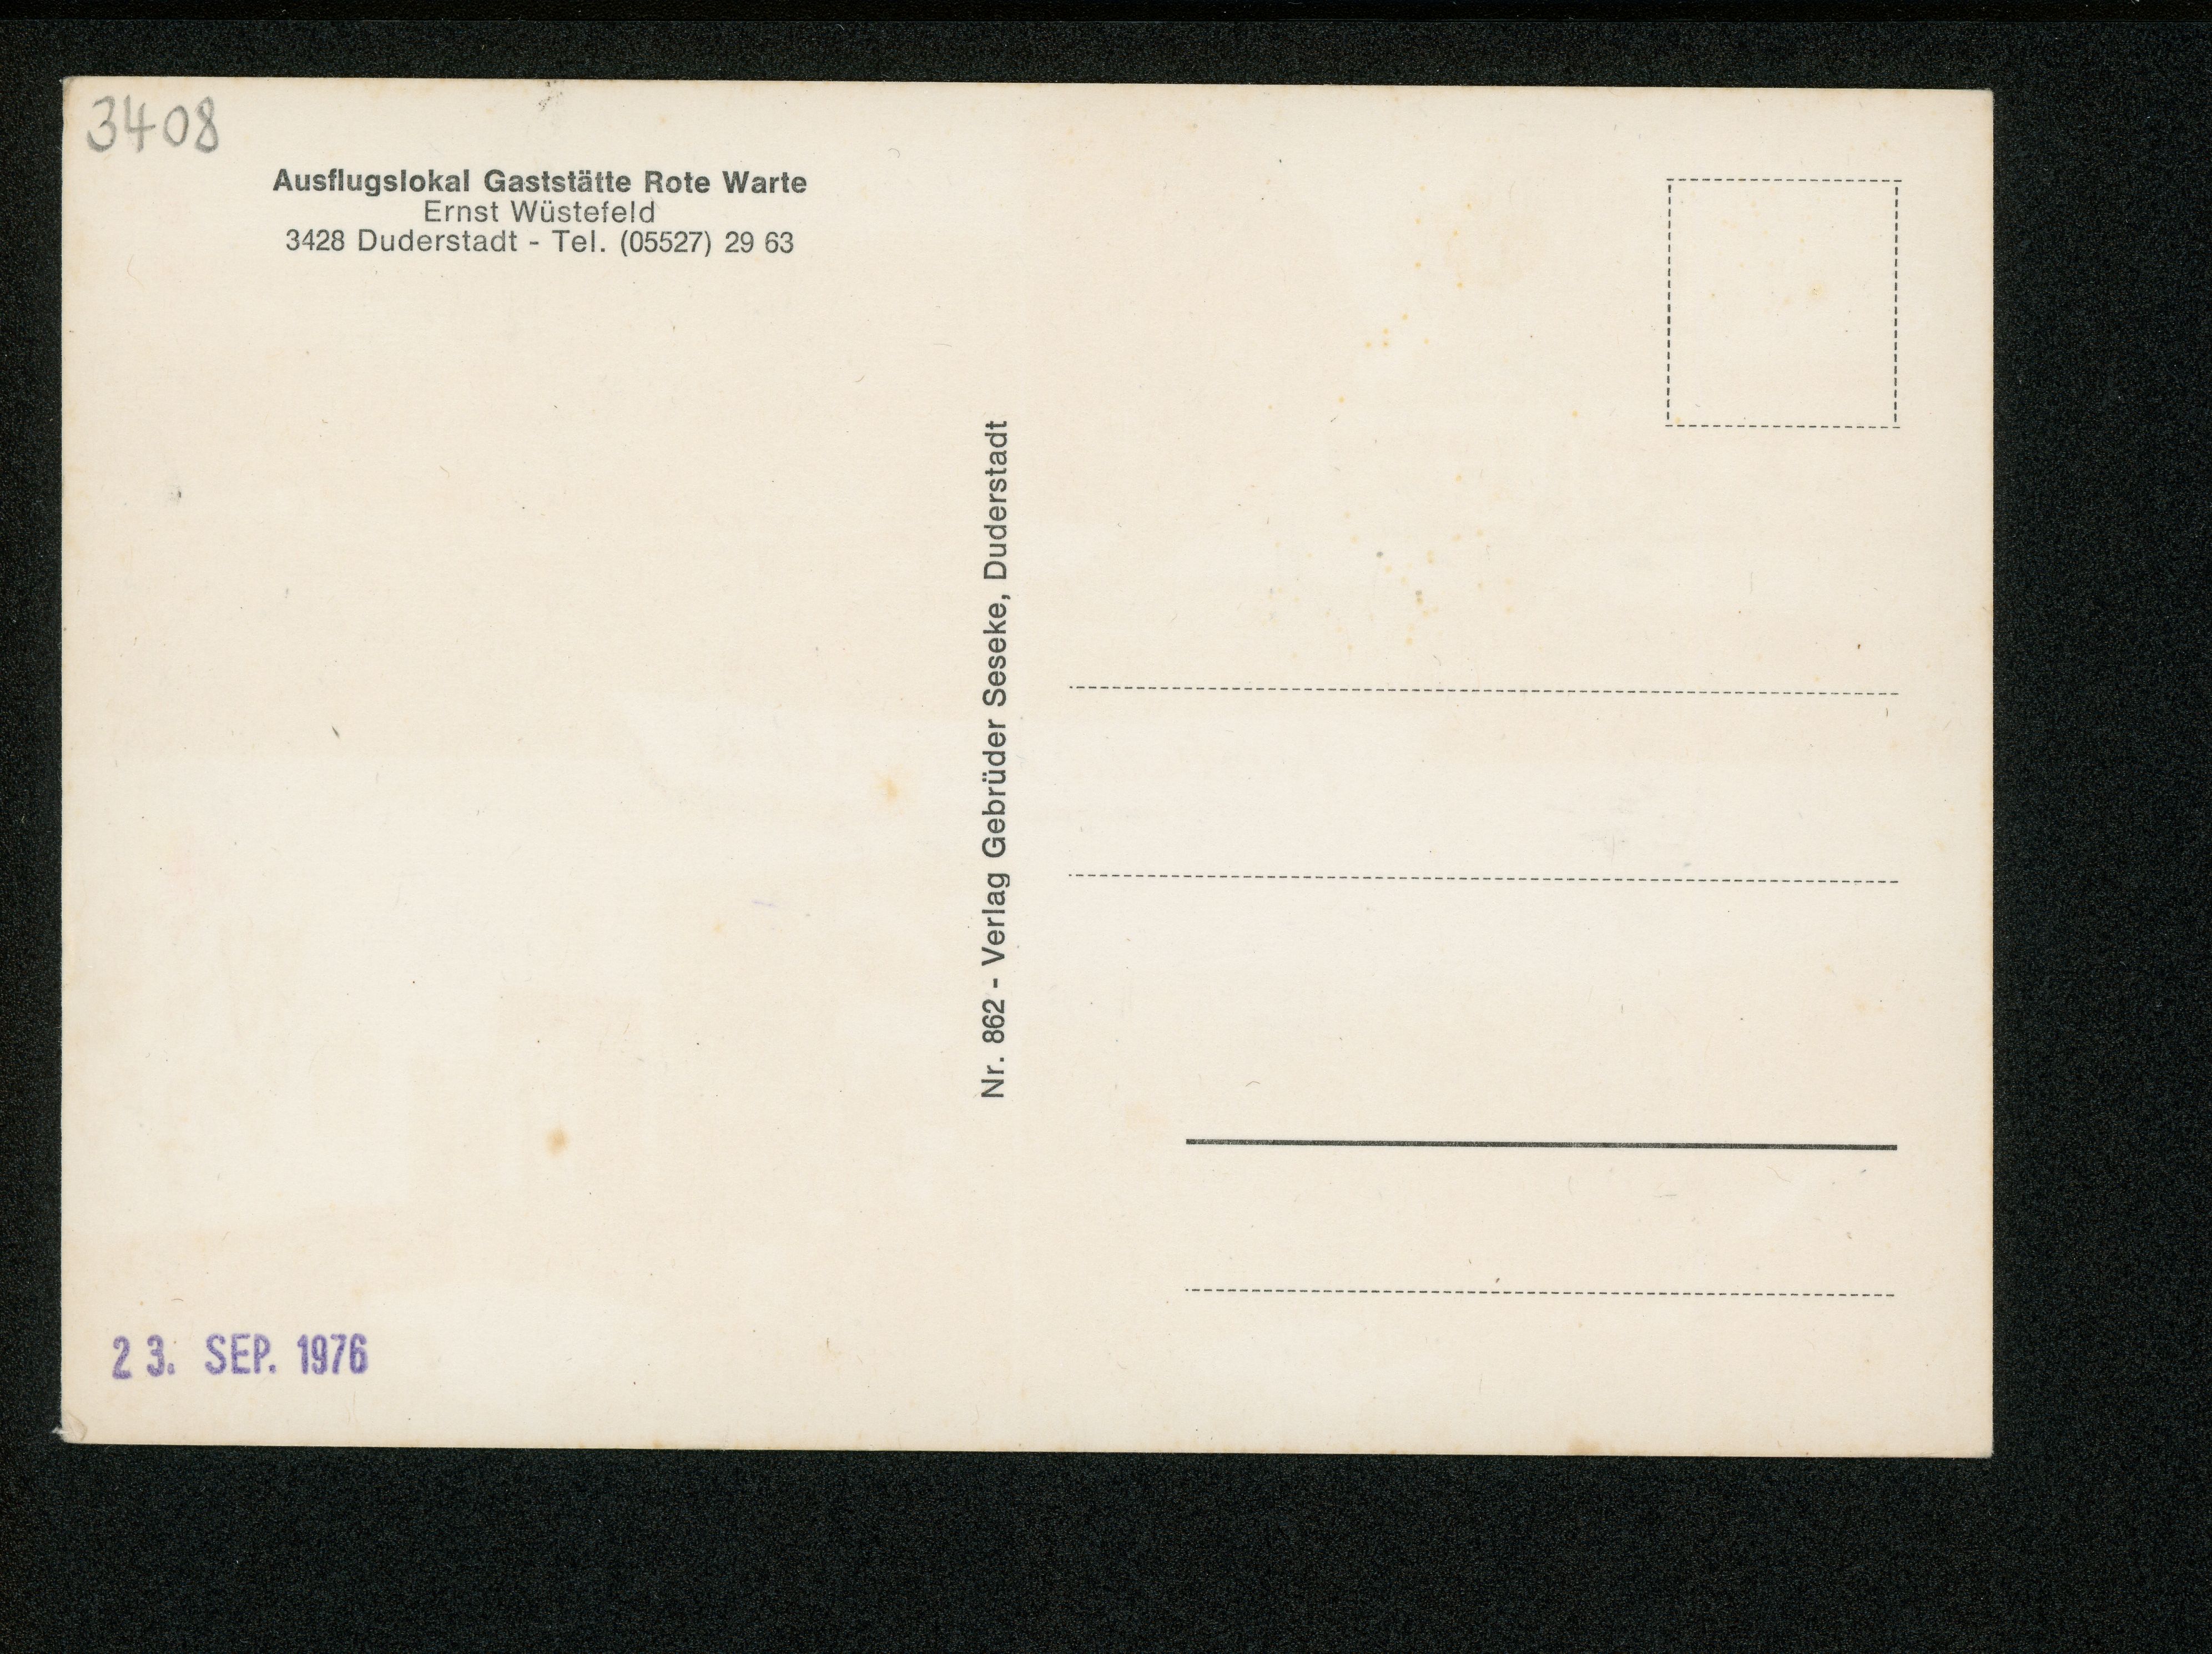 3408
Ausflugslokal Gaststätte Rote Warte
Ernst Wüstefeld
3428 Duderstadt - Tel. (05527) 29 63
Nr. 862 - Verlag Gebrüder Seseke, Duderstadt
23. SEP. 1976